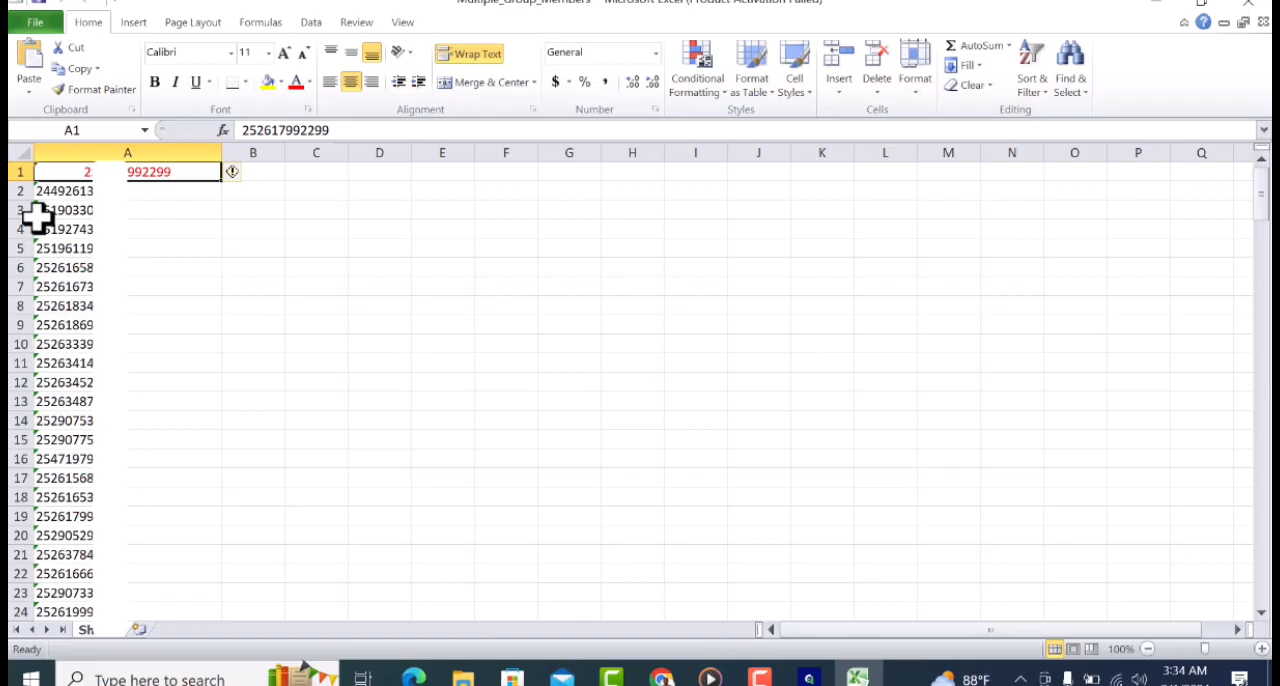 Multiple_Group_Members - Microsoft Excel (Product Activation Failed)
File Home Insert Page Layout Formulas Data Review View
Cut
Copy
Format Painter
Paste
Clipboard
Calibri 11
B I U
Font
Wrap Text
Merge & Center
Alignment
General
$ % ,
Number
Conditional Formatting
Format as Table
Cell Styles
Styles
Insert Delete Format
Cells
AutoSum
Fill
Clear
Sort & Filter
Find & Select
Editing
A1 fx 252617992299
A B C D E F G H I J K L M N O P Q
1 2 992299
2 24492613
3 5190330
4 5192743
5 25196119
6 25261658
7 25261673
8 25261834
9 25261869
10 25263339
11 25263414
12 25263452
13 25263487
14 25290753
15 25290775
16 25471979
17 25261568
18 25261653
19 25261799
20 25290529
21 25263784
22 25261666
23 25290733
24 25261999
Sh
Ready 100%
Type here to search 88°F 3:34 AM